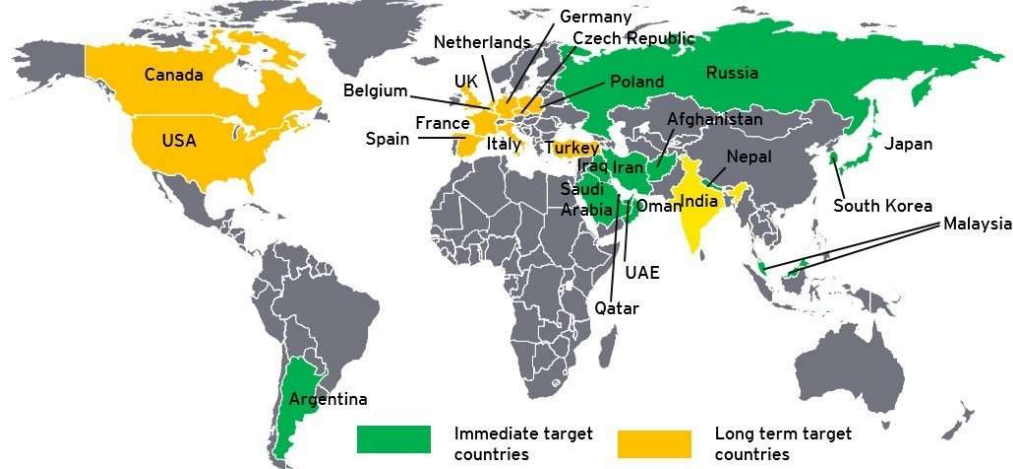 Germany
Czech Republic
Netherlands
Canada
UK
Poland
Russia
Belgium
France
Afghanistan
USA
Spain
Italy
Turkey
Japan
Iraq
Iran
Nepal
Saudi
Arabia
Oman
India
South Korea
Malaysia
UAE
Qatar
Argentina
Immediate target
countries
Long term target
countries